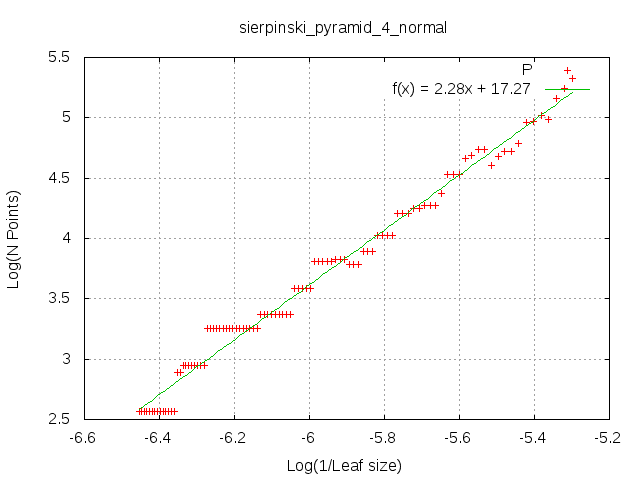 sierpinski_pyramid_4_normal
5.5
5
4.5
4
3.5
3
2.5
Log(N Points)
P
f(x) = 2.28x + 17.27
-6.6 -6.4 -6.2 -6 -5.8 -5.6 -5.4 -5.2
Log(1/Leaf size)